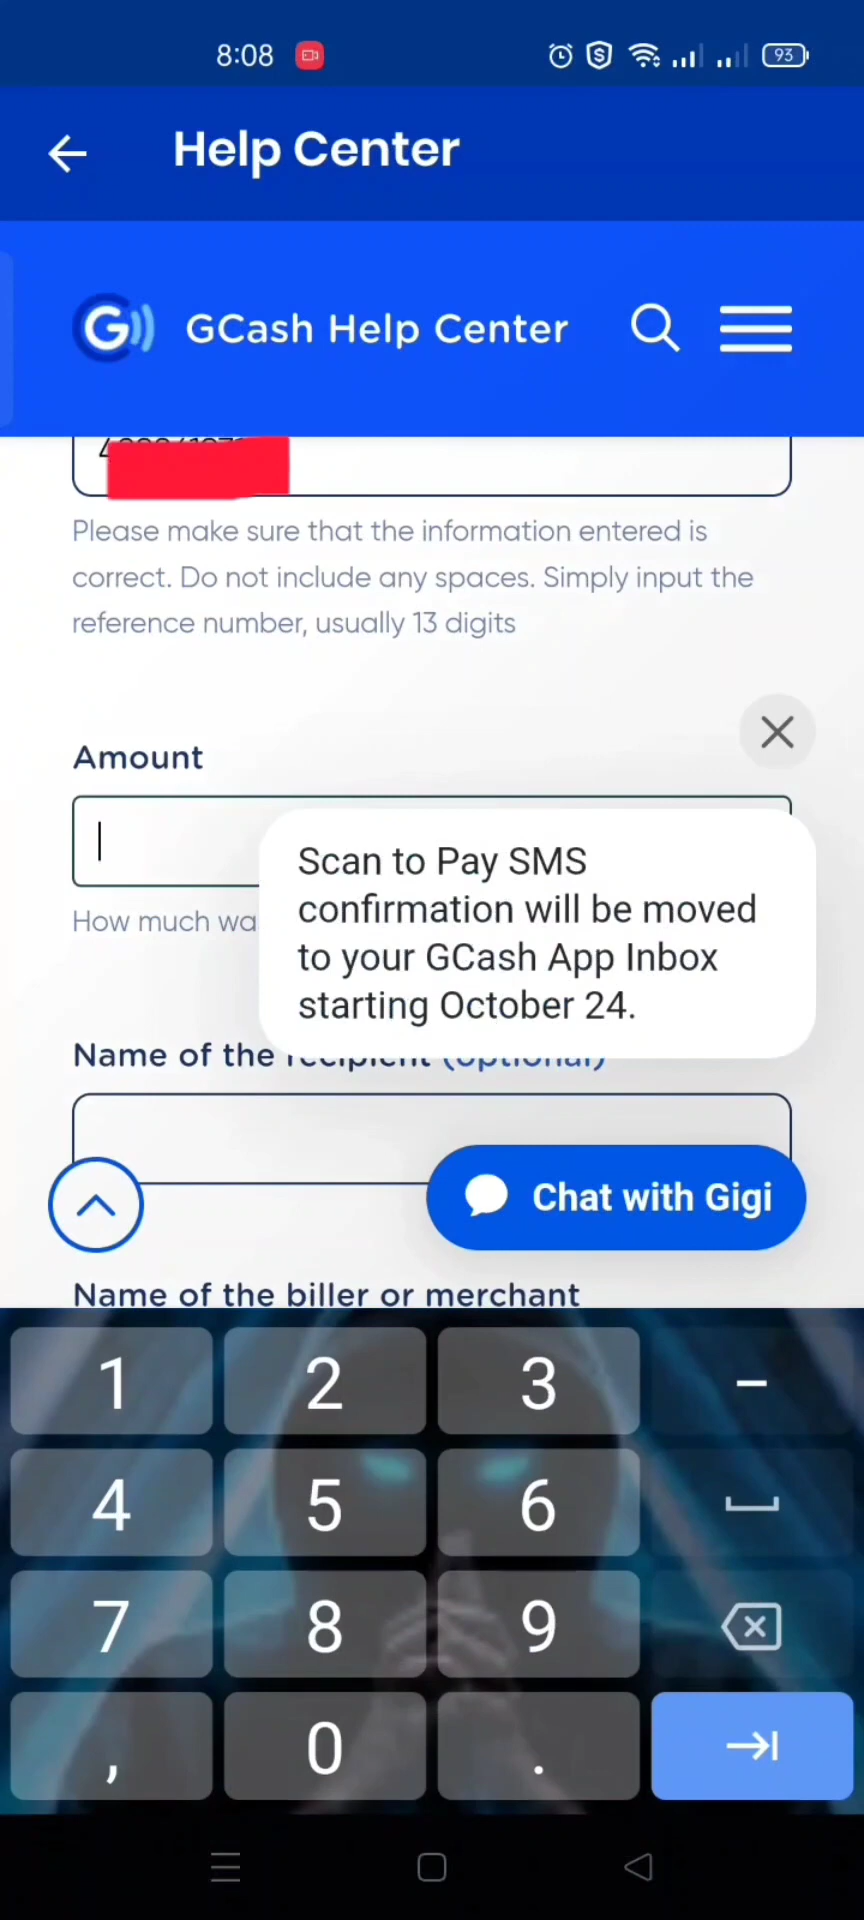 8:08
93
Help Center
GCash Help Center
Please make sure that the information entered is
correct. Do not include any spaces. Simply input the
reference number, usually 13 digits
Amount
Scan to Pay SMS
confirmation will be moved
to your GCash App Inbox
starting October 24.
How much wa
Name of the recipient (optional)
Chat with Gigi
Name of the biller or merchant
1 2 3 -
4 5 6
7 8 9
, 0 .